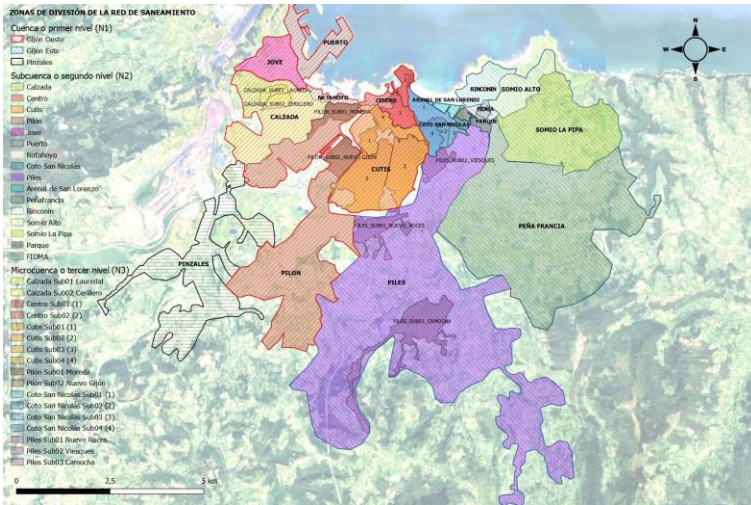 ZONAS DE DIVISIÓN DE LA RED DE SANEAMIENTO
Cuenca o primer nivel (N1)
Gijón Oeste
Gijón Este
Pinzales
Subcuenca o segundo nivel (N2)
Calzada
Centro
Cutis
Pilón
Jove
Puerto
Natahoyo
Coto San Nicolás
Piles
Arenal de San Lorenzo
Peñafrancia
Rinconin
Somio Alto
Somio La Pipa
Parque
FIDMA
Microcuenca o tercer nivel (N3)
Calzada Sub01 Lauredal
Calzada Sub02 Cerillero
Centro Sub01 (1)
Centro Sub02 (2)
Cutis Sub01 (1)
Cutis Sub02 (2)
Cutis Sub03 (3)
Cutis Sub04 (4)
Pilón Sub01 Moreda
Pilón Sub02 Nuevo Gijón
Coto San Nicolás Sub01 (1)
Coto San Nicolás Sub02 (2)
Coto San Nicolás Sub03 (3)
Coto San Nicolás Sub04 (4)
Piles Sub01 Nuevo Roces
Piles Sub02 Viesques
Piles Sub03 Camocha
0 2,5 5 km
N
W E
S
PUERTO
JOVE
CALZADA_SUB01_LAUREDAL
CALZADA_SUB02_CERILLERO
CALZADA
NATAHOYO
PILON_SUB01_MOREDA
CENTRO
ARENAL DE SAN LORENZO
RINCONIN
SOMIO ALTO
FIDMA
PARQUE
COTO SAN NICOLAS
SOMIO LA PIPA
PILON_SUB02_NUEVO GIJON
PILES_SUB02_VIESQUES
CUTIS
PILES_SUB01_NUEVO_ROCES
PEÑA FRANCIA
PINZALES
PILON
PILES
PILES_SUB03_CAMOCHA